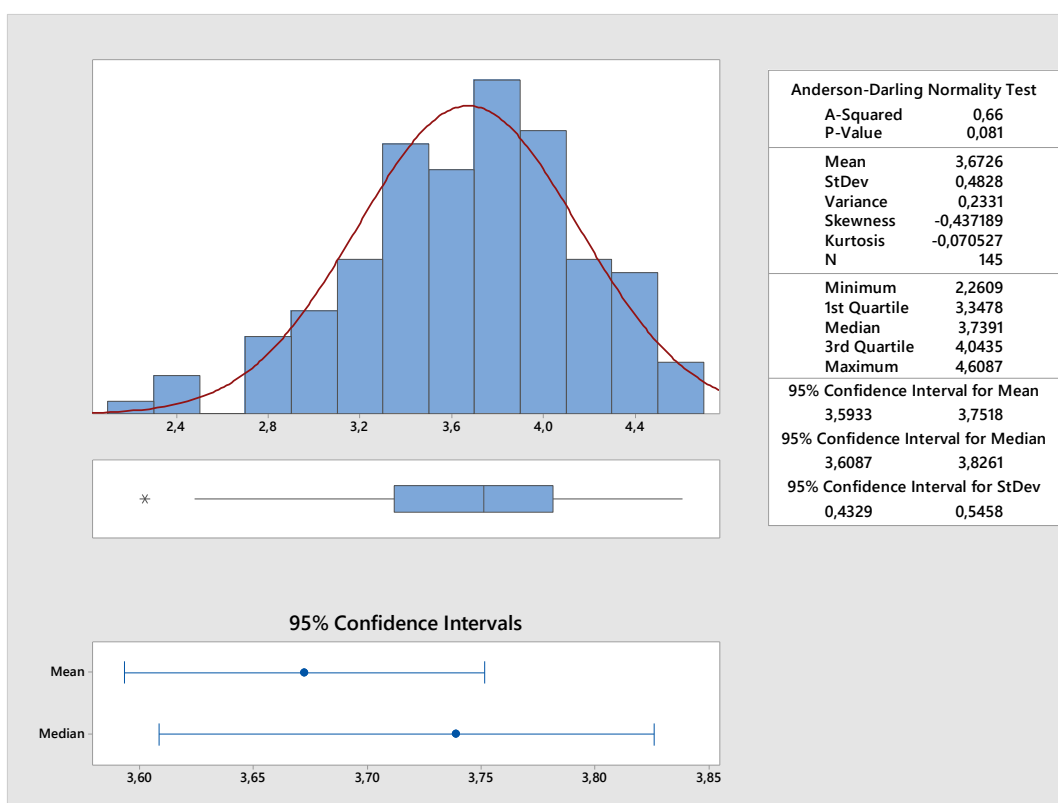 2,4 2,8 3,2 3,6 4,0 4,4
Anderson-Darling Normality Test
A-Squared 0,66
P-Value 0,081
Mean 3,6726
StDev 0,4828
Variance 0,2331
Skewness -0,437189
Kurtosis -0,070527
N 145
Minimum 2,2609
1st Quartile 3,3478
Median 3,7391
3rd Quartile 4,0435
Maximum 4,6087
95% Confidence Interval for Mean
3,5933 3,7518
95% Confidence Interval for Median
3,6087 3,8261
95% Confidence Interval for StDev
0,4329 0,5458
95% Confidence Intervals
Mean
Median
3,60 3,65 3,70 3,75 3,80 3,85